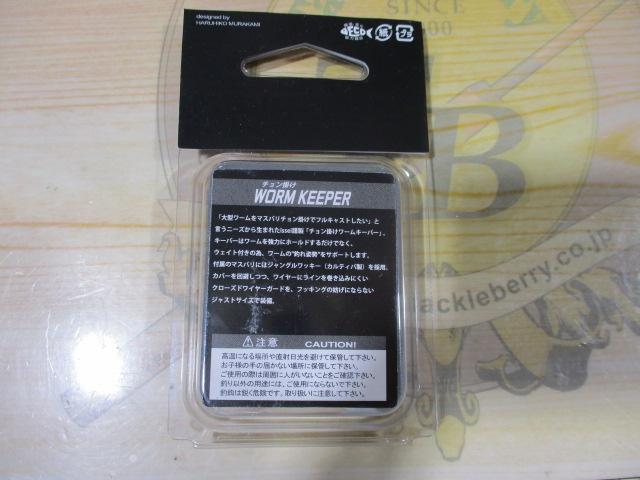 designed by
HARUHIKO MURAKAMI
SINCE
ECO
紙
プラ
チョン掛け
WORM KEEPER
「大型ワームをマスバリチョン掛けでフルキャストしたい」と
言うニーズから生まれたissei謹製「チョン掛けワームキーパー」。
キーパーはワームを強力にホールドするだけでなく、
ウェイト付きの為、ワームの"釣れ姿勢"をサポートします。
付属のマスバリにはジャングルワッキー（カルティバ製）を採用。
カバーを回避しつつ、ワイヤーにラインを巻き込みにくい
クローズドワイヤーガードを、フッキングの妨げにならない
ジャストサイズで装備。
⚠注意 CAUTION!
高温になる場所や直射日光を避けて保管して下さい。
お子様の手の届かない場所に保管して下さい。
ご使用の際は周囲に人がいないことをご確認下さい。
釣り以外の用途には、ご使用にならないで下さい。
釣鈎は鋭く危険です。取り扱いに注意して下さい。
B
ackleberry.co.jp